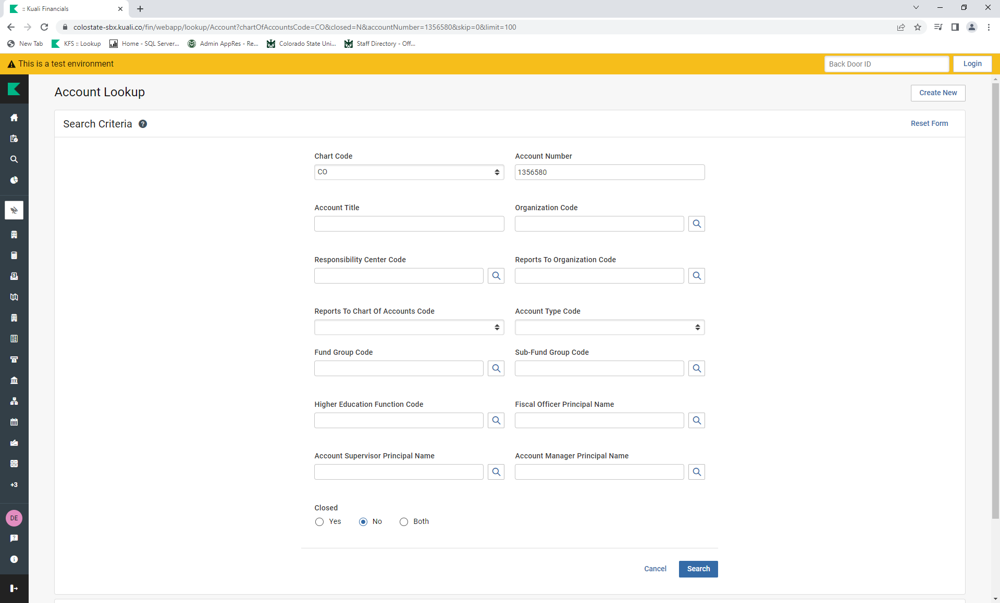 :: Kuali Financials
colostate-sbx.kuali.co/fin/webapp/lookup/Account?chartOfAccountsCode=CO&closed=N&accountNumber=1356580&skip=0&limit=100
New Tab KFS :: Lookup Home - SQL Server... Admin AppRes - Re... Colorado State Uni... Staff Directory - Off...
This is a test environment Back Door ID Login
Account Lookup Create New
Search Criteria ? Reset Form
Chart Code Account Number
CO 1356580
Account Title Organization Code
Responsibility Center Code Reports To Organization Code
Reports To Chart Of Accounts Code Account Type Code
Fund Group Code Sub-Fund Group Code
Higher Education Function Code Fiscal Officer Principal Name
Account Supervisor Principal Name Account Manager Principal Name
+3
Closed
DE Yes No Both
Cancel Search